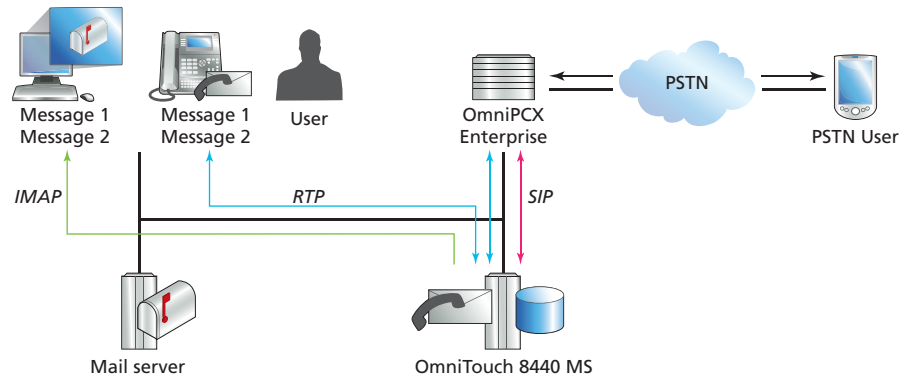 PSTN
Message 1
Message 2
Message 1
Message 2
User
OmniPCX
Enterprise
PSTN User
IMAP
RTP
SIP
Mail server
OmniTouch 8440 MS